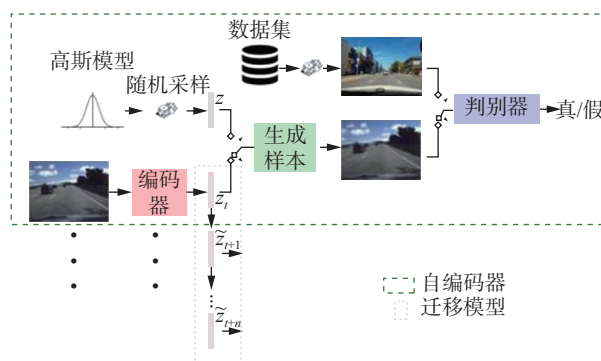 数据集
高斯模型
随机采样
z
编码
器
生成
样本
判别器
真/假
z_t
z̃_{t+1}
z̃_{t+n}
自编码器
迁移模型